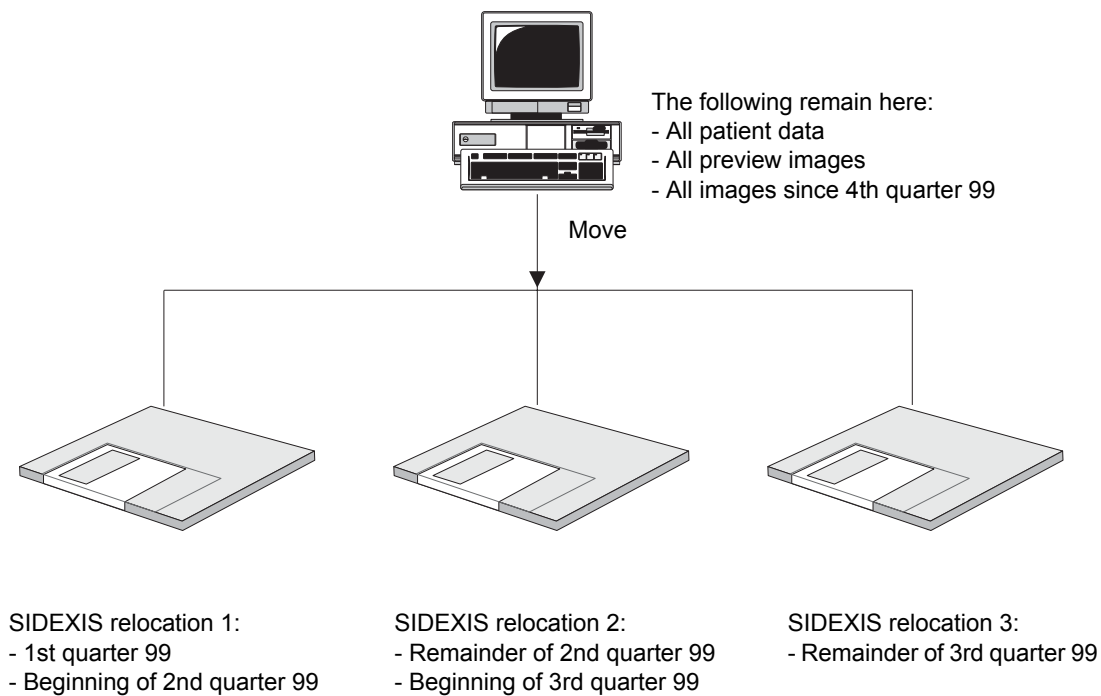 The following remain here:
- All patient data
- All preview images
- All images since 4th quarter 99
Move
SIDEXIS relocation 1:
- 1st quarter 99
- Beginning of 2nd quarter 99
SIDEXIS relocation 2:
- Remainder of 2nd quarter 99
- Beginning of 3rd quarter 99
SIDEXIS relocation 3:
- Remainder of 3rd quarter 99